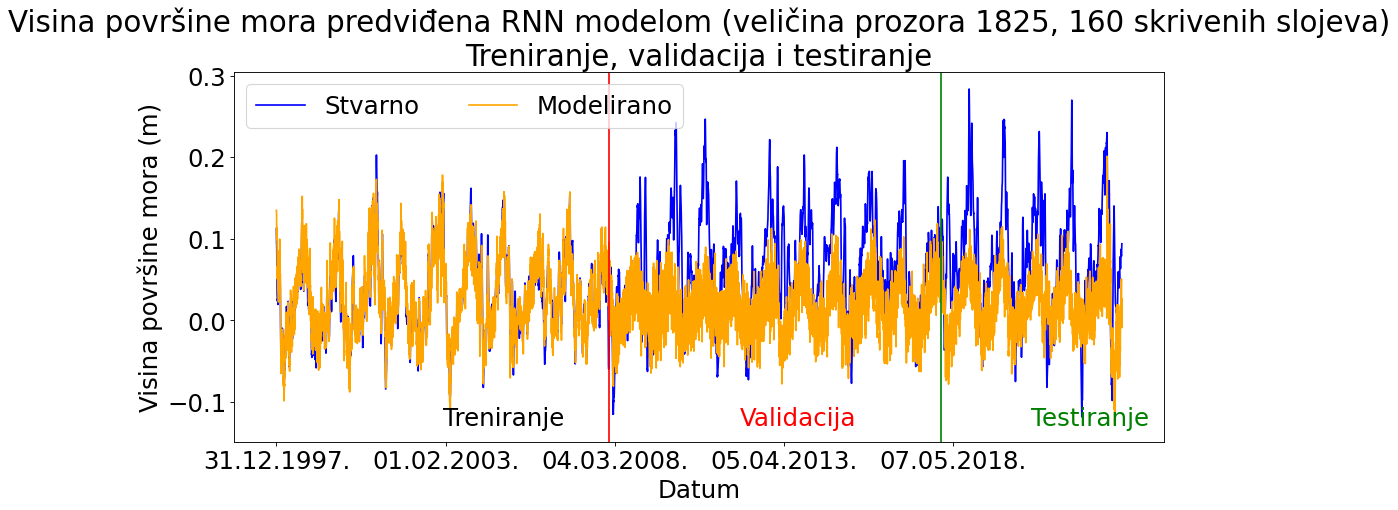 Visina površine mora predviđena RNN modelom (veličina prozora 1825, 160 skrivenih slojeva)
Treniranje, validacija i testiranje
Stvarno
Modelirano
Visina površine mora (m)
0.3
0.2
0.1
0.0
−0.1
Treniranje
Validacija
Testiranje
31.12.1997.
01.02.2003.
04.03.2008.
05.04.2013.
07.05.2018.
Datum